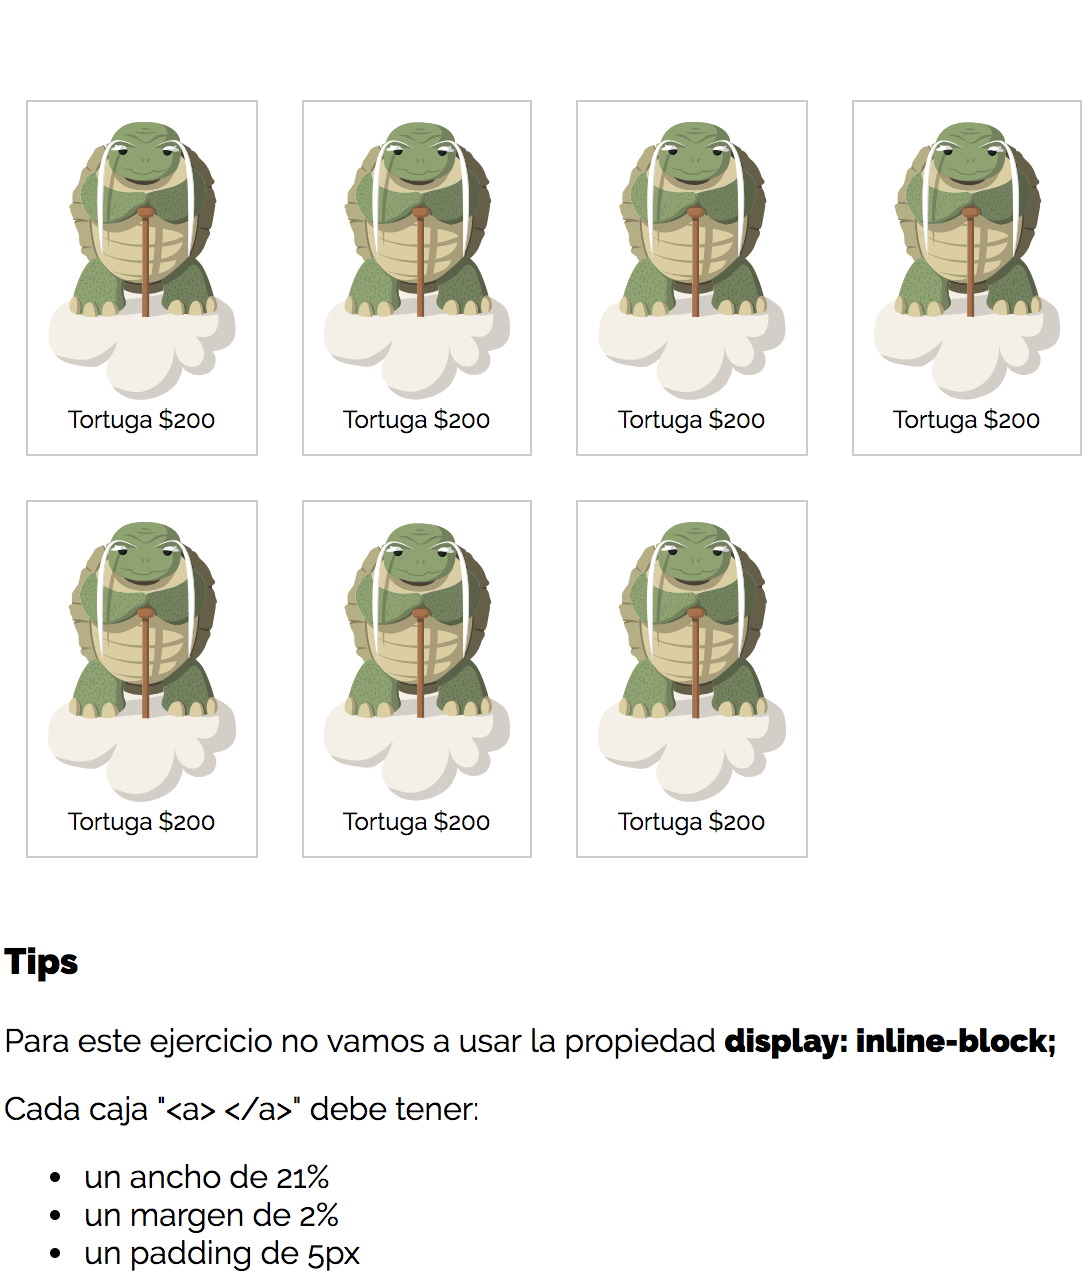 Tortuga $200
Tortuga $200
Tortuga $200
Tortuga $200
Tortuga $200
Tortuga $200
Tortuga $200
Tips
Para este ejercicio no vamos a usar la propiedad display: inline-block;
Cada caja "<a> </a>" debe tener:
• un ancho de 21%
• un margen de 2%
• un padding de 5px